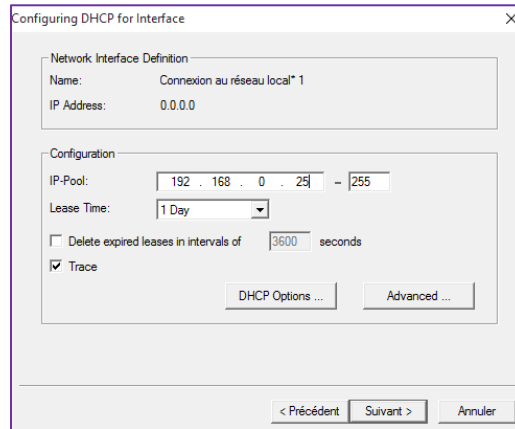 Configuring DHCP for Interface
Network Interface Definition
Name: Connexion au réseau local* 1
IP Address: 0.0.0.0
Configuration
IP-Pool: 192 . 168 . 0 . 25 – 255
Lease Time: 1 Day
Delete expired leases in intervals of 3600 seconds
Trace
DHCP Options ... Advanced ...
< Précédent Suivant > Annuler